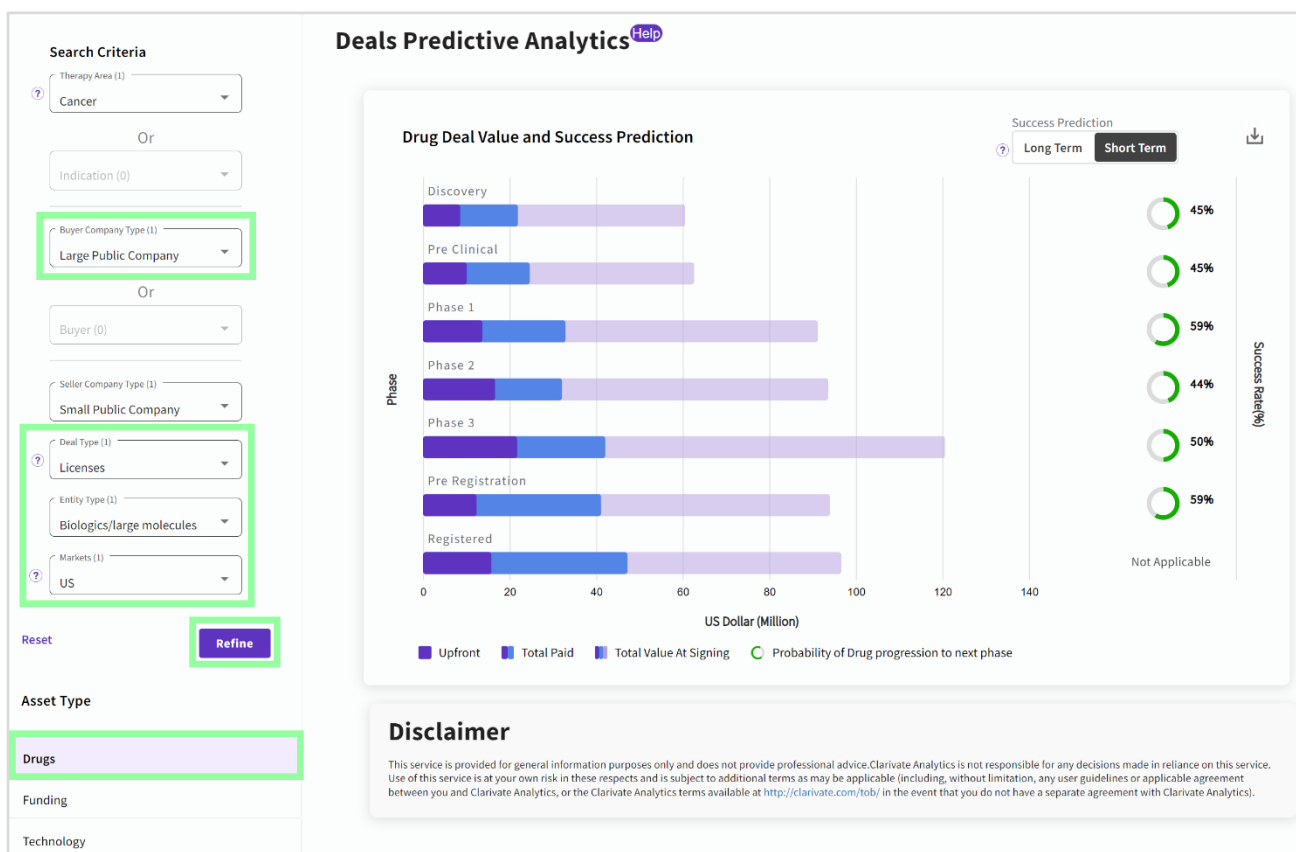 Search Criteria
Therapy Area (1)
Cancer
Or
Indication (0)
Buyer Company Type (1)
Large Public Company
Or
Buyer (0)
Seller Company Type (1)
Small Public Company
Deal Type (1)
Licenses
Entity Type (1)
Biologics/large molecules
Markets (1)
US
Reset
Refine
Asset Type
Drugs
Funding
Technology
Deals Predictive Analytics Help
Drug Deal Value and Success Prediction
Success Prediction
? Long Term Short Term
Discovery
45%
Pre Clinical
45%
Phase 1
59%
Phase 2
44%
Phase 3
50%
Pre Registration
59%
Registered
Not Applicable
Phase
Success Rate(%)
0 20 40 60 80 100 120 140
US Dollar (Million)
Upfront Total Paid Total Value At Signing Probability of Drug progression to next phase
Disclaimer
This service is provided for general information purposes only and does not provide professional advice.Clarivate Analytics is not responsible for any decisions made in reliance on this service.
Use of this service is at your own risk in these respects and is subject to additional terms as may be applicable (including, without limitation, any user guidelines or applicable agreement
between you and Clarivate Analytics, or the Clarivate Analytics terms available at http://clarivate.com/tob/ in the event that you do not have a separate agreement with Clarivate Analytics).